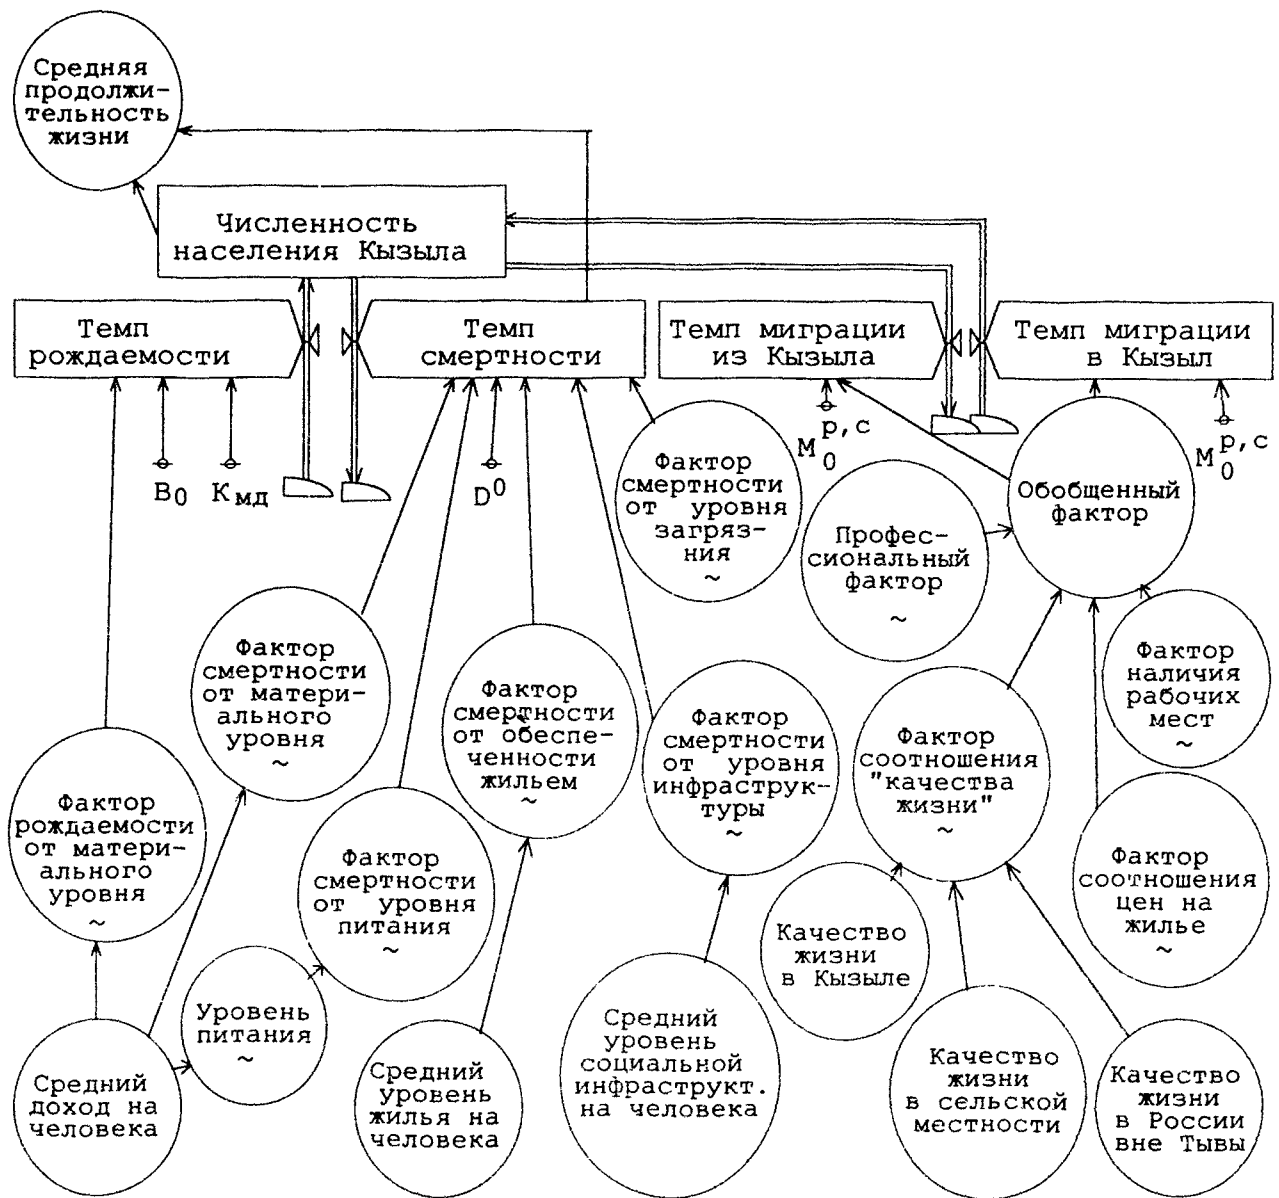 Средняя
продолжи-
тельность
жизни
Численность
населения Кызыла
Темп
рождаемости
Темп
смертности
Темп миграции
из Кызыла
Темп миграции
в Кызыл
B0
Kмд
D0
M0 p,c
M0 p,c
Фактор
смертности
от уровня
загряз-
ния
~
Обобщенный
фактор
Профес-
сиональный
фактор
~
Фактор
наличия
рабочих
мест
~
Фактор
смертности
от матери-
ального
уровня
~
Фактор
смертности
от обеспе-
ченности
жильем
~
Фактор
смертности
от уровня
инфраструк-
туры
~
Фактор
соотношения
"качества
жизни"
~
Фактор
рождаемости
от матери-
ального
уровня
~
Фактор
смертности
от уровня
питания
~
Фактор
соотношения
цен на
жилье
~
Качество
жизни
в Кызыле
Уровень
питания
~
Средний
доход на
человека
Средний
уровень
жилья на
человека
Средний
уровень
социальной
инфраструкт.
на человека
Качество
жизни
в сельской
местности
Качество
жизни
в России
вне Тывы